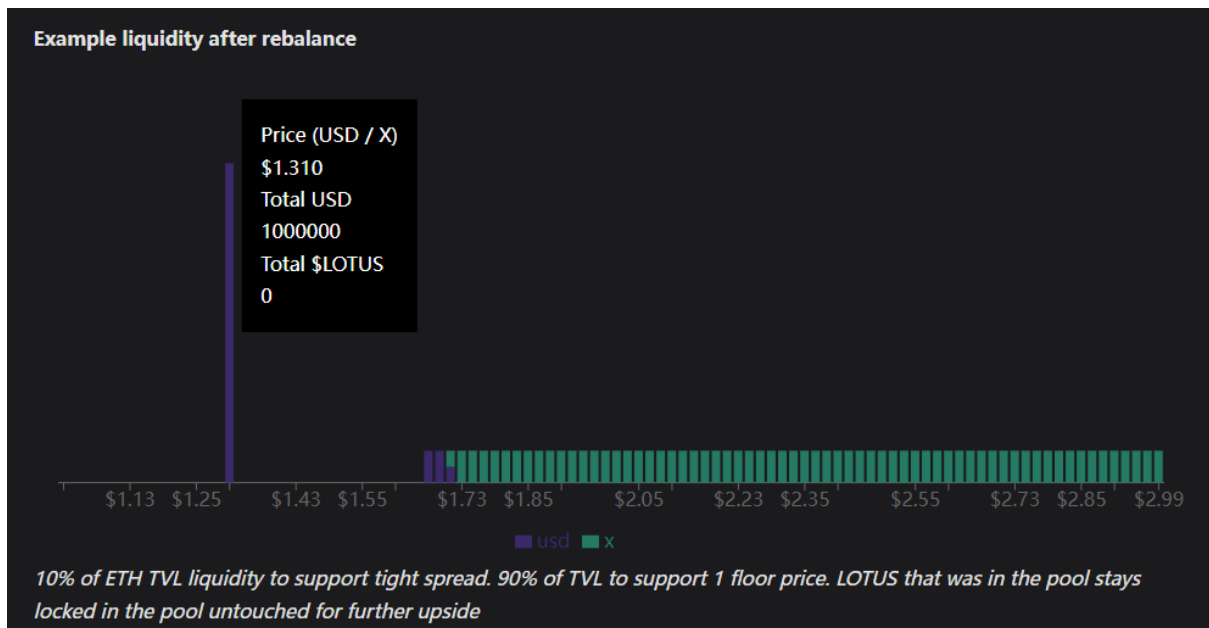 Example liquidity after rebalance
Price (USD / X)
$1.310
Total USD
1000000
Total $LOTUS
0
$1.13 $1.25 $1.43 $1.55 $1.73 $1.85 $2.05 $2.23 $2.35 $2.55 $2.73 $2.85 $2.99
usd x
10% of ETH TVL liquidity to support tight spread. 90% of TVL to support 1 floor price. LOTUS that was in the pool stays
locked in the pool untouched for further upside